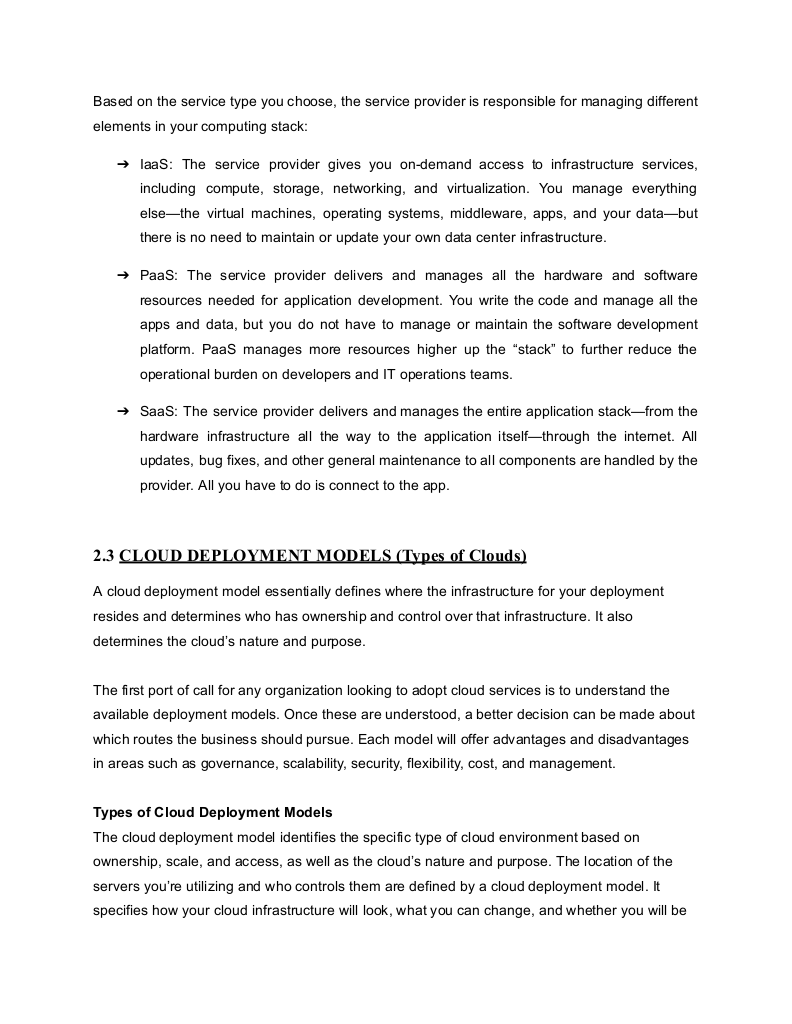 Based on the service type you choose, the service provider is responsible for managing different
elements in your computing stack:
➔ IaaS: The service provider gives you on-demand access to infrastructure services,
including compute, storage, networking, and virtualization. You manage everything
else—the virtual machines, operating systems, middleware, apps, and your data—but
there is no need to maintain or update your own data center infrastructure.
➔ PaaS: The service provider delivers and manages all the hardware and software
resources needed for application development. You write the code and manage all the
apps and data, but you do not have to manage or maintain the software development
platform. PaaS manages more resources higher up the “stack” to further reduce the
operational burden on developers and IT operations teams.
➔ SaaS: The service provider delivers and manages the entire application stack—from the
hardware infrastructure all the way to the application itself—through the internet. All
updates, bug fixes, and other general maintenance to all components are handled by the
provider. All you have to do is connect to the app.
2.3 CLOUD DEPLOYMENT MODELS (Types of Clouds)
A cloud deployment model essentially defines where the infrastructure for your deployment
resides and determines who has ownership and control over that infrastructure. It also
determines the cloud’s nature and purpose.
The first port of call for any organization looking to adopt cloud services is to understand the
available deployment models. Once these are understood, a better decision can be made about
which routes the business should pursue. Each model will offer advantages and disadvantages
in areas such as governance, scalability, security, flexibility, cost, and management.
Types of Cloud Deployment Models
The cloud deployment model identifies the specific type of cloud environment based on
ownership, scale, and access, as well as the cloud’s nature and purpose. The location of the
servers you’re utilizing and who controls them are defined by a cloud deployment model. It
specifies how your cloud infrastructure will look, what you can change, and whether you will be